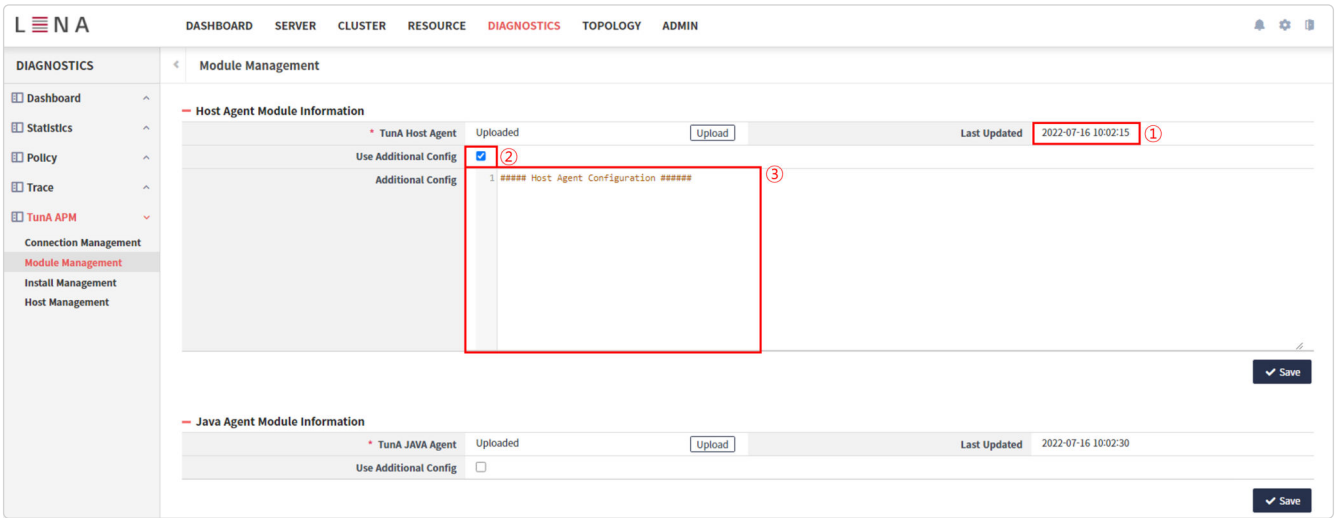 LENA
DASHBOARD SERVER CLUSTER RESOURCE DIAGNOSTICS TOPOLOGY ADMIN
DIAGNOSTICS
Module Management
Dashboard
Statistics
Policy
Trace
TunA APM
Connection Management
Module Management
Install Management
Host Management
Host Agent Module Information
* TunA Host Agent Uploaded Upload Last Updated 2022-07-16 10:02:15 ①
Use Additional Config ②
Additional Config 1 ##### Host Agent Configuration ###### ③
Save
Java Agent Module Information
* TunA JAVA Agent Uploaded Upload Last Updated 2022-07-16 10:02:30
Use Additional Config
Save